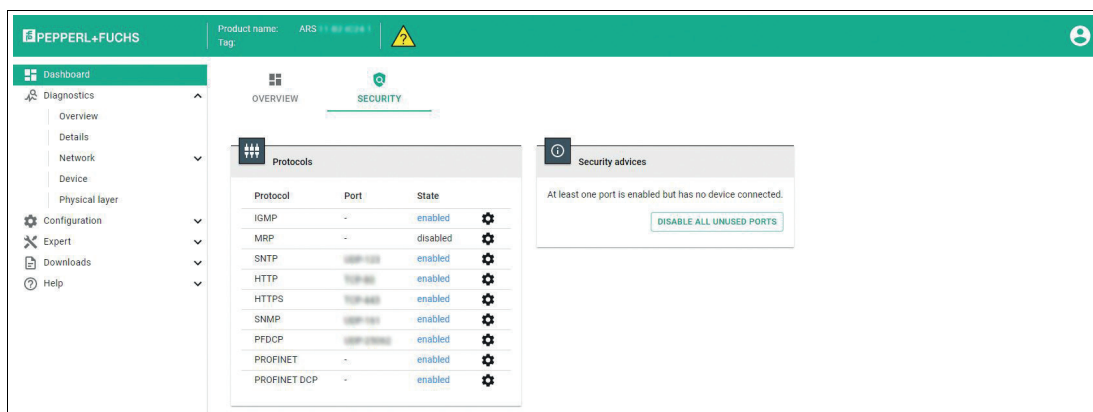 PEPPERL+FUCHS
Product name: ARS
Tag:
Dashboard
Diagnostics
Overview
Details
Network
Device
Physical layer
Configuration
Expert
Downloads
Help
OVERVIEW
SECURITY
Protocols
Protocol Port State
IGMP - enabled
MRP - disabled
SNTP enabled
HTTP enabled
HTTPS enabled
SNMP enabled
PFDCP enabled
PROFINET - enabled
PROFINET DCP - enabled
Security advices
At least one port is enabled but has no device connected.
DISABLE ALL UNUSED PORTS